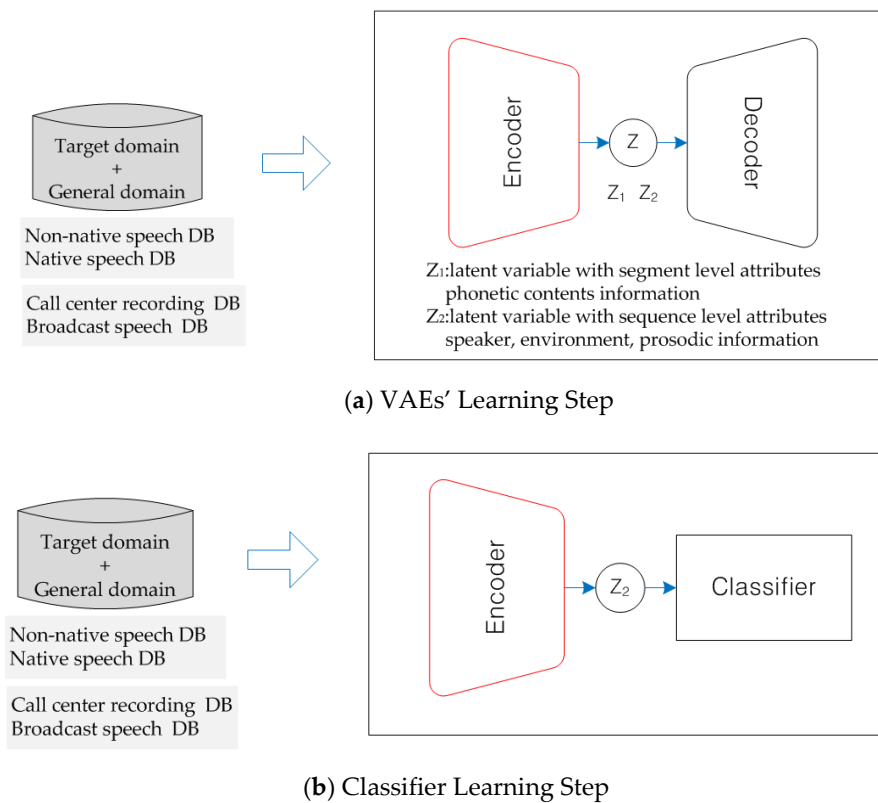 Target domain
+
General domain
Non-native speech DB
Native speech DB
Call center recording DB
Broadcast speech DB
Encoder
Z
Z₁ Z₂
Decoder
Z₁:latent variable with segment level attributes
phonetic contents information
Z₂:latent variable with sequence level attributes
speaker, environment, prosodic information
(a) VAEs’ Learning Step
Target domain
+
General domain
Non-native speech DB
Native speech DB
Call center recording DB
Broadcast speech DB
Encoder
Z₂
Classifier
(b) Classifier Learning Step